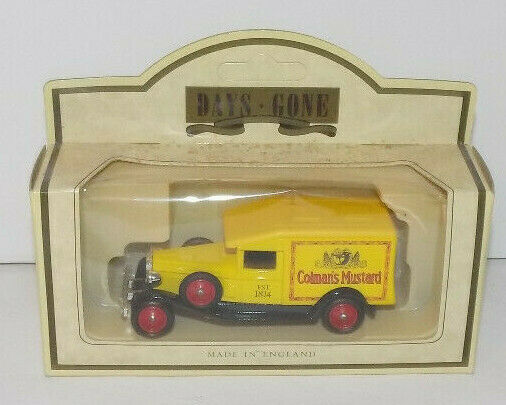 DAYS · GONE
Colman's Mustard
EST
1814
MADE IN ENGLAND